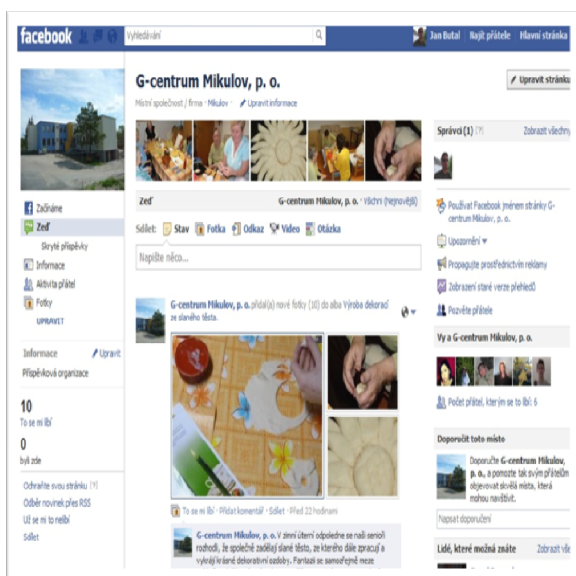 facebook
Vyhledávání
Jan Butal Najít přátele Hlavní stránka
G-centrum Mikulov, p. o.
Místní společnost / firma · Mikulov · Upravit informace
Upravit stránku
Začínáme
Zeď
Skryté příspěvky
Informace
Aktivita přátel
Fotky
UPRAVIT
Informace Upravit
Příspěvková organizace
10
To se mi líbí
0
byli zde
Ochraňte svou stránku [?]
Odběr novinek přes RSS
Už se mi to nelíbí
Sdílet
Zeď G-centrum Mikulov, p. o. · Všichni (Nejnovější)
Sdílet: Stav Fotka Odkaz Video Otázka
Napište něco...
G-centrum Mikulov, p. o. přidal(a) nové fotky (10) do alba Výroba dekorací
ze slaného těsta.
To se mi líbí · Přidat komentář · Sdílet · Před 22 hodinami
G-centrum Mikulov, p. o. V zimní úterní odpoledne se naši senioři
rozhodli, že společně zadělají slané těsto, ze kterého dále zpracují a
vykrájí krásné dekorativní ozdoby. Fantazii se samozřejmě meze
Správci (1) [?] Zobrazit všechny
Používat Facebook jménem stránky G-
centrum Mikulov, p. o.
Upozornění
Propagujte prostřednictvím reklamy
Zobrazení staré verze přehledů
Pozvěte přátele
Vy a G-centrum Mikulov, p. o.
Počet přátel, kterým se to líbí: 6
Doporučit toto místo
Doporučte G-centrum Mikulov,
p. o., a pomozte tak svým přátelům
objevovat skvělá místa, která
mohou navštívit.
Napsat doporučení
Lidé, které možná znáte Zobrazit vše